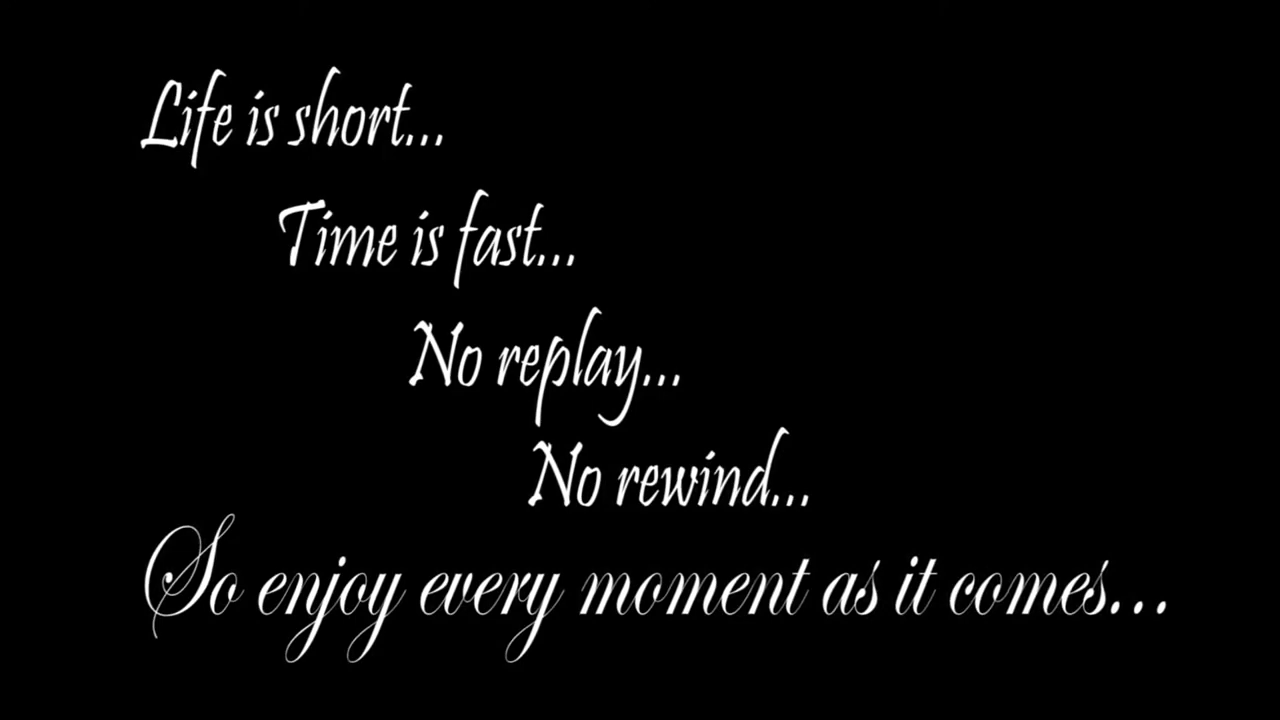 Life is short...
Time is fast...
No replay...
No rewind...
So enjoy every moment as it comes...